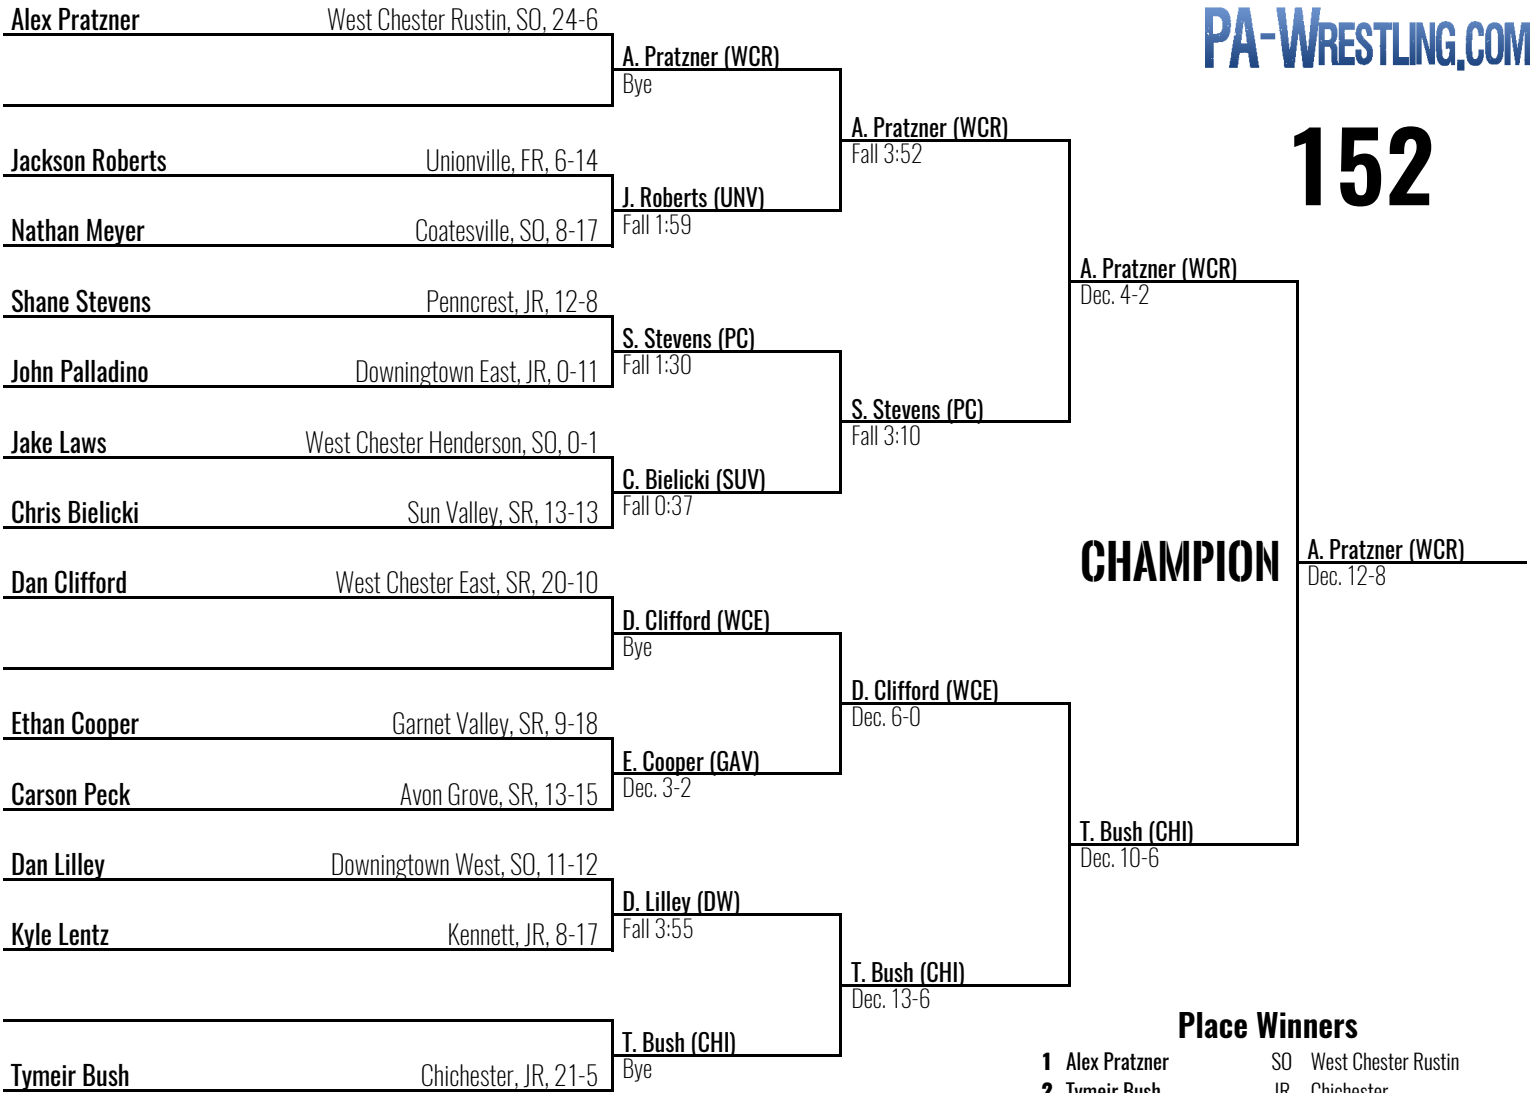 PA-WRESTLING.COM
152
Alex Pratzner West Chester Rustin, SO, 24-6
Jackson Roberts Unionville, FR, 6-14
Nathan Meyer Coatesville, SO, 8-17
Shane Stevens Penncrest, JR, 12-8
John Palladino Downingtown East, JR, 0-11
Jake Laws West Chester Henderson, SO, 0-1
Chris Bielicki Sun Valley, SR, 13-13
Dan Clifford West Chester East, SR, 20-10
Ethan Cooper Garnet Valley, SR, 9-18
Carson Peck Avon Grove, SR, 13-15
Dan Lilley Downingtown West, SO, 11-12
Kyle Lentz Kennett, JR, 8-17
Tymeir Bush Chichester, JR, 21-5
A. Pratzner (WCR)
Bye
J. Roberts (UNV)
Fall 1:59
S. Stevens (PC)
Fall 1:30
C. Bielicki (SUV)
Fall 0:37
D. Clifford (WCE)
Bye
E. Cooper (GAV)
Dec. 3-2
D. Lilley (DW)
Fall 3:55
T. Bush (CHI)
Bye
A. Pratzner (WCR)
Fall 3:52
S. Stevens (PC)
Fall 3:10
D. Clifford (WCE)
Dec. 6-0
T. Bush (CHI)
Dec. 13-6
A. Pratzner (WCR)
Dec. 4-2
T. Bush (CHI)
Dec. 10-6
CHAMPION
A. Pratzner (WCR)
Dec. 12-8
Place Winners
1 Alex Pratzner SO West Chester Rustin
2 Tymeir Bush JR Chichester